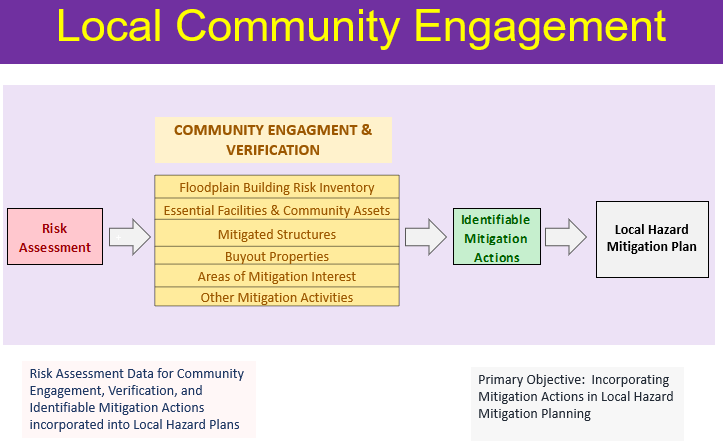 Local Community Engagement
COMMUNITY ENGAGMENT &
VERIFICATION
Risk
Assessment
Floodplain Building Risk Inventory
Essential Facilities & Community Assets
Mitigated Structures
Buyout Properties
Areas of Mitigation Interest
Other Mitigation Activities
Identifiable
Mitigation
Actions
Local Hazard
Mitigation Plan
Risk Assessment Data for Community
Engagement, Verification, and
Identifiable Mitigation Actions
incorporated into Local Hazard Plans
Primary Objective:  Incorporating
Mitigation Actions in Local Hazard
Mitigation Planning